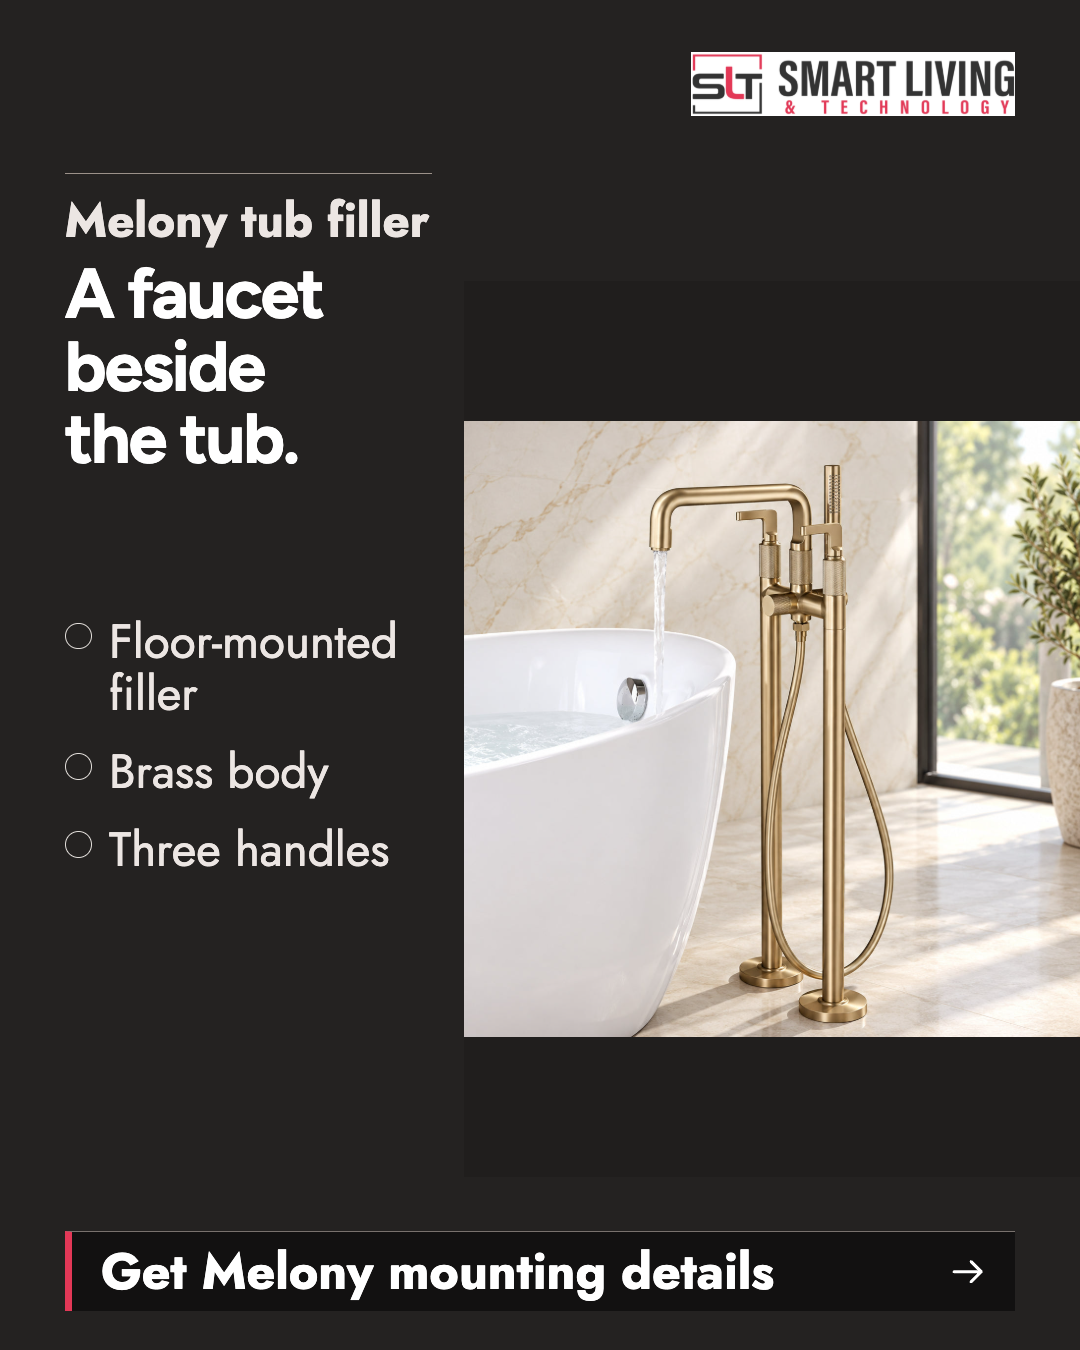 SLT SMART LIVING
& TECHNOLOGY
Melony tub filler
A faucet
beside
the tub.
Floor-mounted
filler
Brass body
Three handles
Get Melony mounting details